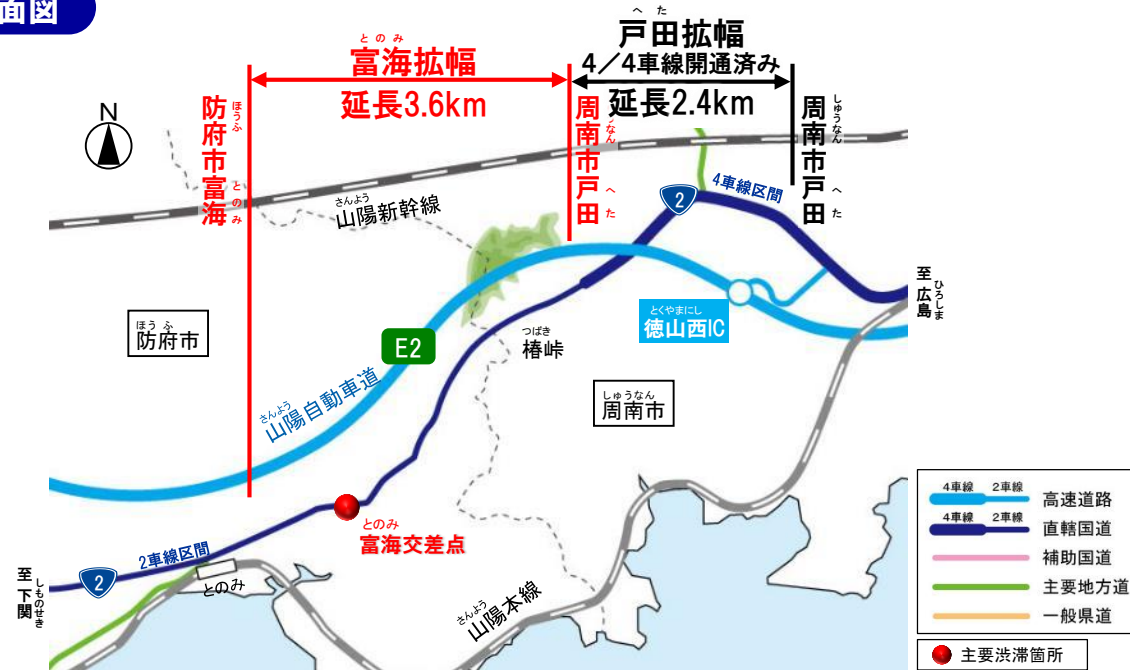 面図
とのみ
富海拡幅
延長3.6km
へた
戸田拡幅
4／4車線開通済み
延長2.4km
N
防府市富海
ほうふ
とのみ
周南市戸田
しゅうなん
へた
周南市戸田
しゅうなん
へた
さんよう
山陽新幹線
2
4車線区間
至広島
ひろしま
とくやまにし
徳山西IC
ほうふ
防府市
E2
つばき
椿峠
しゅうなん
周南市
さんよう
山陽自動車道
とのみ
富海交差点
2車線区間
2
至下関
しものせき
とのみ
さんよう
山陽本線
4車線 2車線 高速道路
4車線 2車線 直轄国道
補助国道
主要地方道
一般県道
主要渋滞箇所